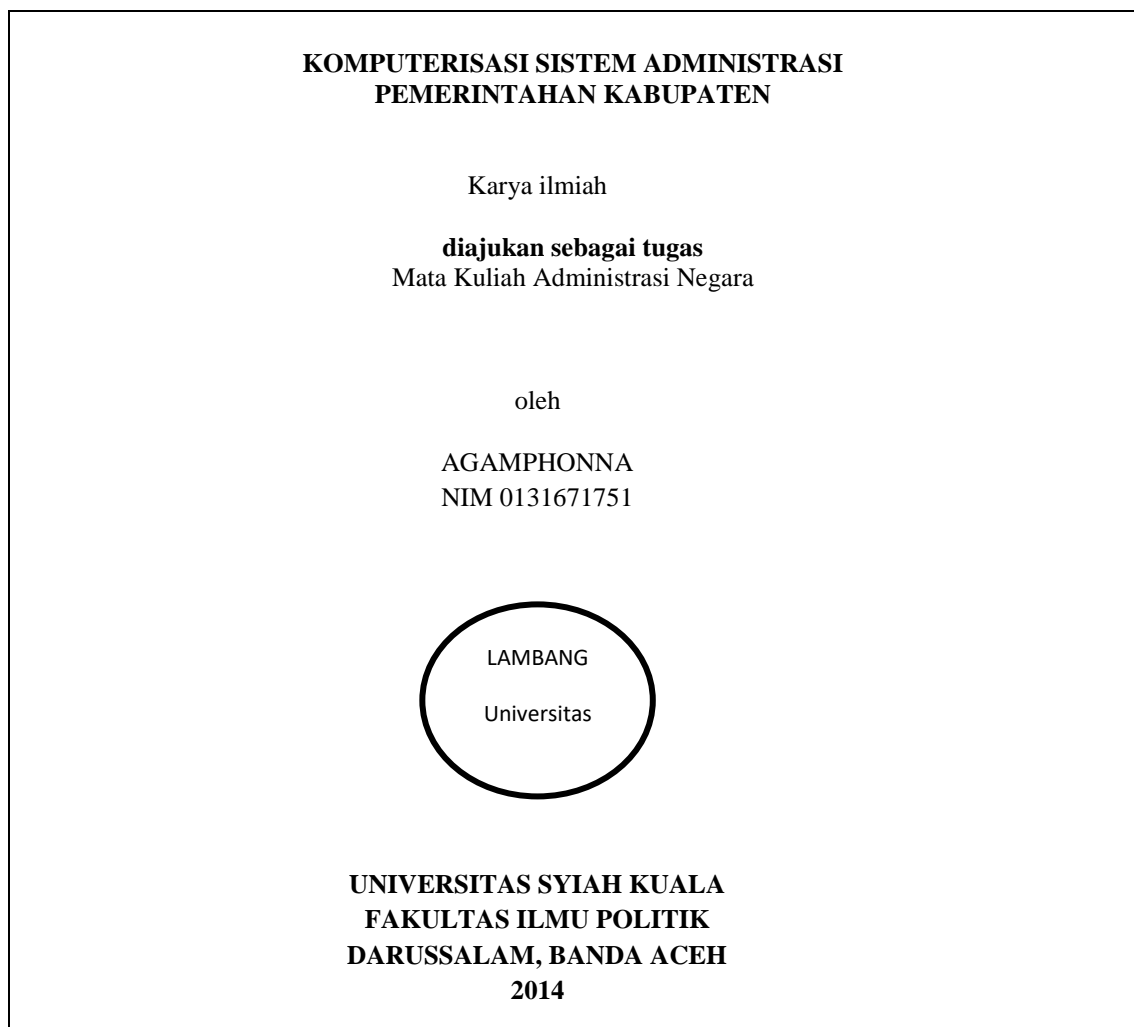 KOMPUTERISASI SISTEM ADMINISTRASI
PEMERINTAHAN KABUPATEN
Karya ilmiah
diajukan sebagai tugas
Mata Kuliah Administrasi Negara
oleh
AGAMPHONNA
NIM 0131671751
LAMBANG
Universitas
UNIVERSITAS SYIAH KUALA
FAKULTAS ILMU POLITIK
DARUSSALAM, BANDA ACEH
2014